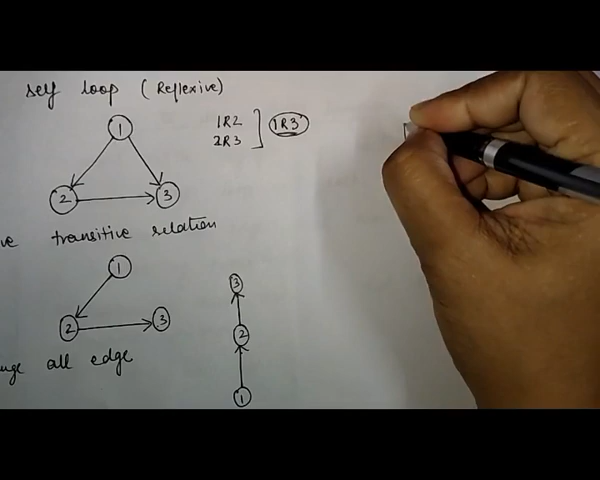 self loop (Reflexive)
1
1R2
1R3
2R3
2
3
transitive relation
1
3
2
3
2
all edge
1